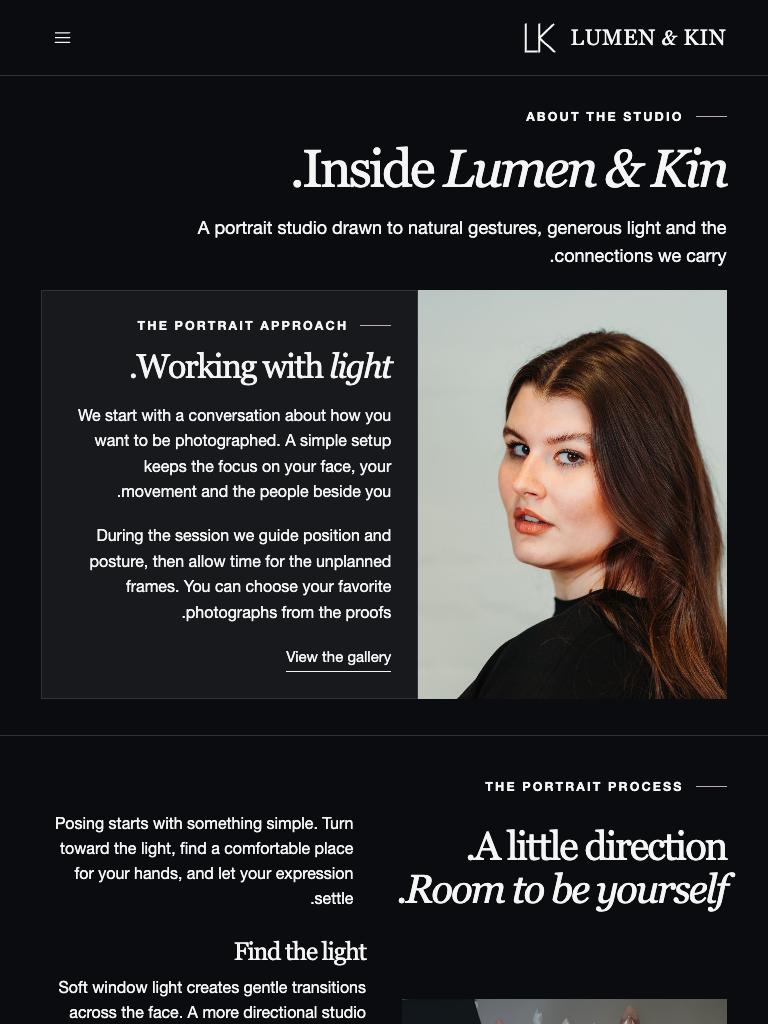 LK LUMEN & KIN
ABOUT THE STUDIO
.Inside Lumen & Kin
A portrait studio drawn to natural gestures, generous light and the
.connections we carry
THE PORTRAIT APPROACH
.Working with light
We start with a conversation about how you
want to be photographed. A simple setup
keeps the focus on your face, your
.movement and the people beside you
During the session we guide position and
posture, then allow time for the unplanned
frames. You can choose your favorite
.photographs from the proofs
View the gallery
THE PORTRAIT PROCESS
.A little direction
.Room to be yourself
Posing starts with something simple. Turn
toward the light, find a comfortable place
for your hands, and let your expression
.settle
Find the light
Soft window light creates gentle transitions
across the face. A more directional studio